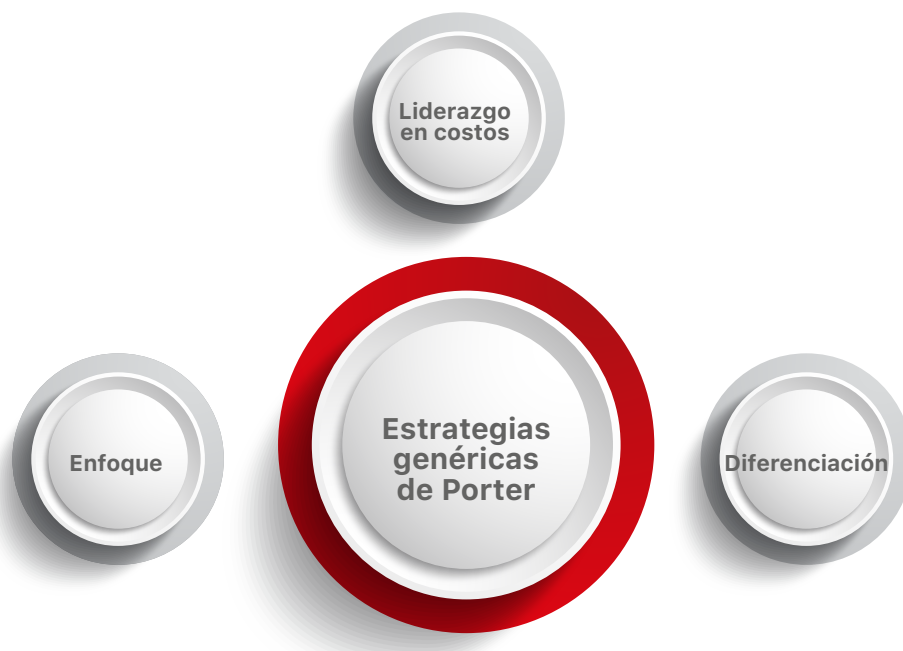 Liderazgo
en costos
Estrategias
genéricas
de Porter
Enfoque
Diferenciación